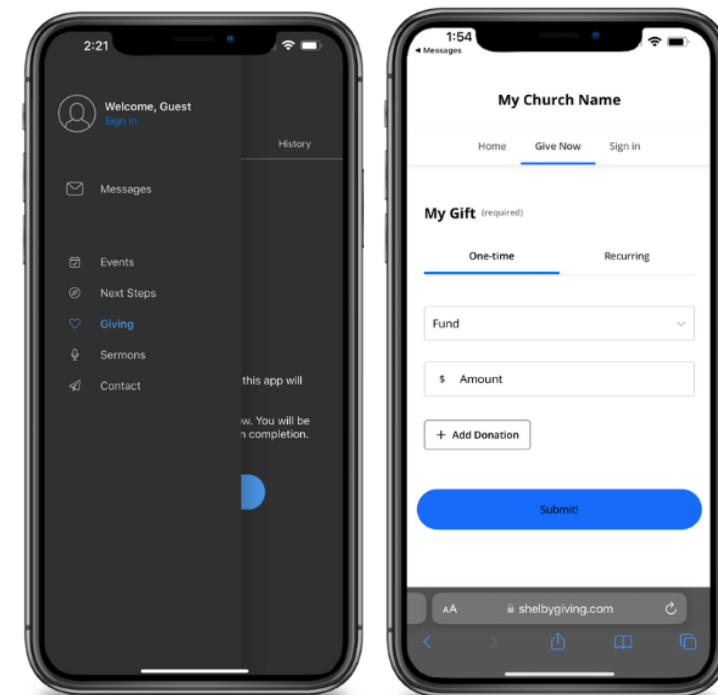 2:21
Welcome, Guest
Sign in
History
Messages
Events
Next Steps
Giving
Sermons
Contact
this app will
ow. You will be
n completion.
1:54
Messages
My Church Name
Home Give Now Sign in
My Gift (required)
One-time Recurring
Fund
$ Amount
+ Add Donation
Submit!
AA shelbygiving.com